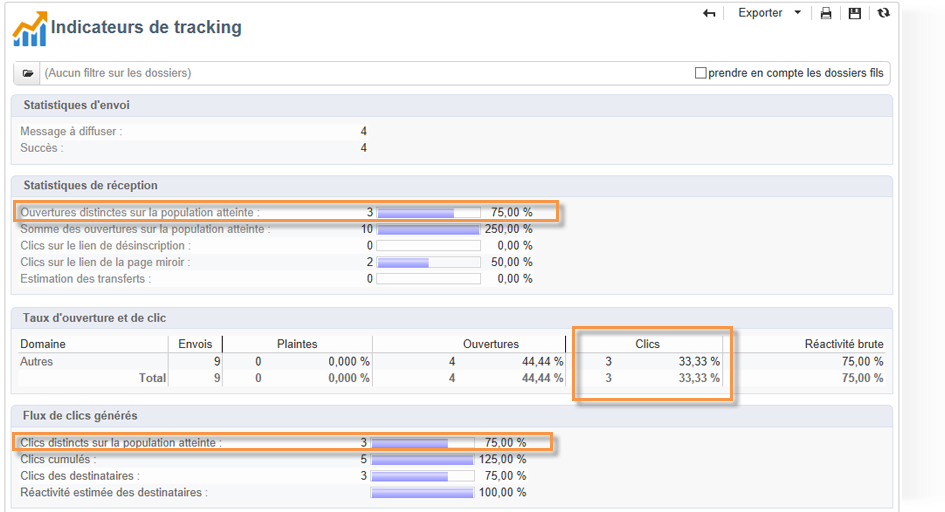 Exporter
Indicateurs de tracking
(Aucun filtre sur les dossiers) prendre en compte les dossiers fils
Statistiques d'envoi
Message à diffuser : 4
Succès : 4
Statistiques de réception
Ouvertures distinctes sur la population atteinte : 3 75,00 %
Somme des ouvertures sur la population atteinte : 10 250,00 %
Clics sur le lien de désinscription : 0 0,00 %
Clics sur le lien de la page miroir : 2 50,00 %
Estimation des transferts : 0 0,00 %
Taux d'ouverture et de clic
Domaine Envois Plaintes Ouvertures Clics Réactivité brute
Autres 9 0 0,000 % 4 44,44 % 3 33,33 % 75,00 %
Total 9 0 0,000 % 4 44,44 % 3 33,33 % 75,00 %
Flux de clics générés
Clics distincts sur la population atteinte : 3 75,00 %
Clics cumulés : 5 125,00 %
Clics des destinataires : 3 75,00 %
Réactivité estimée des destinataires : 100,00 %